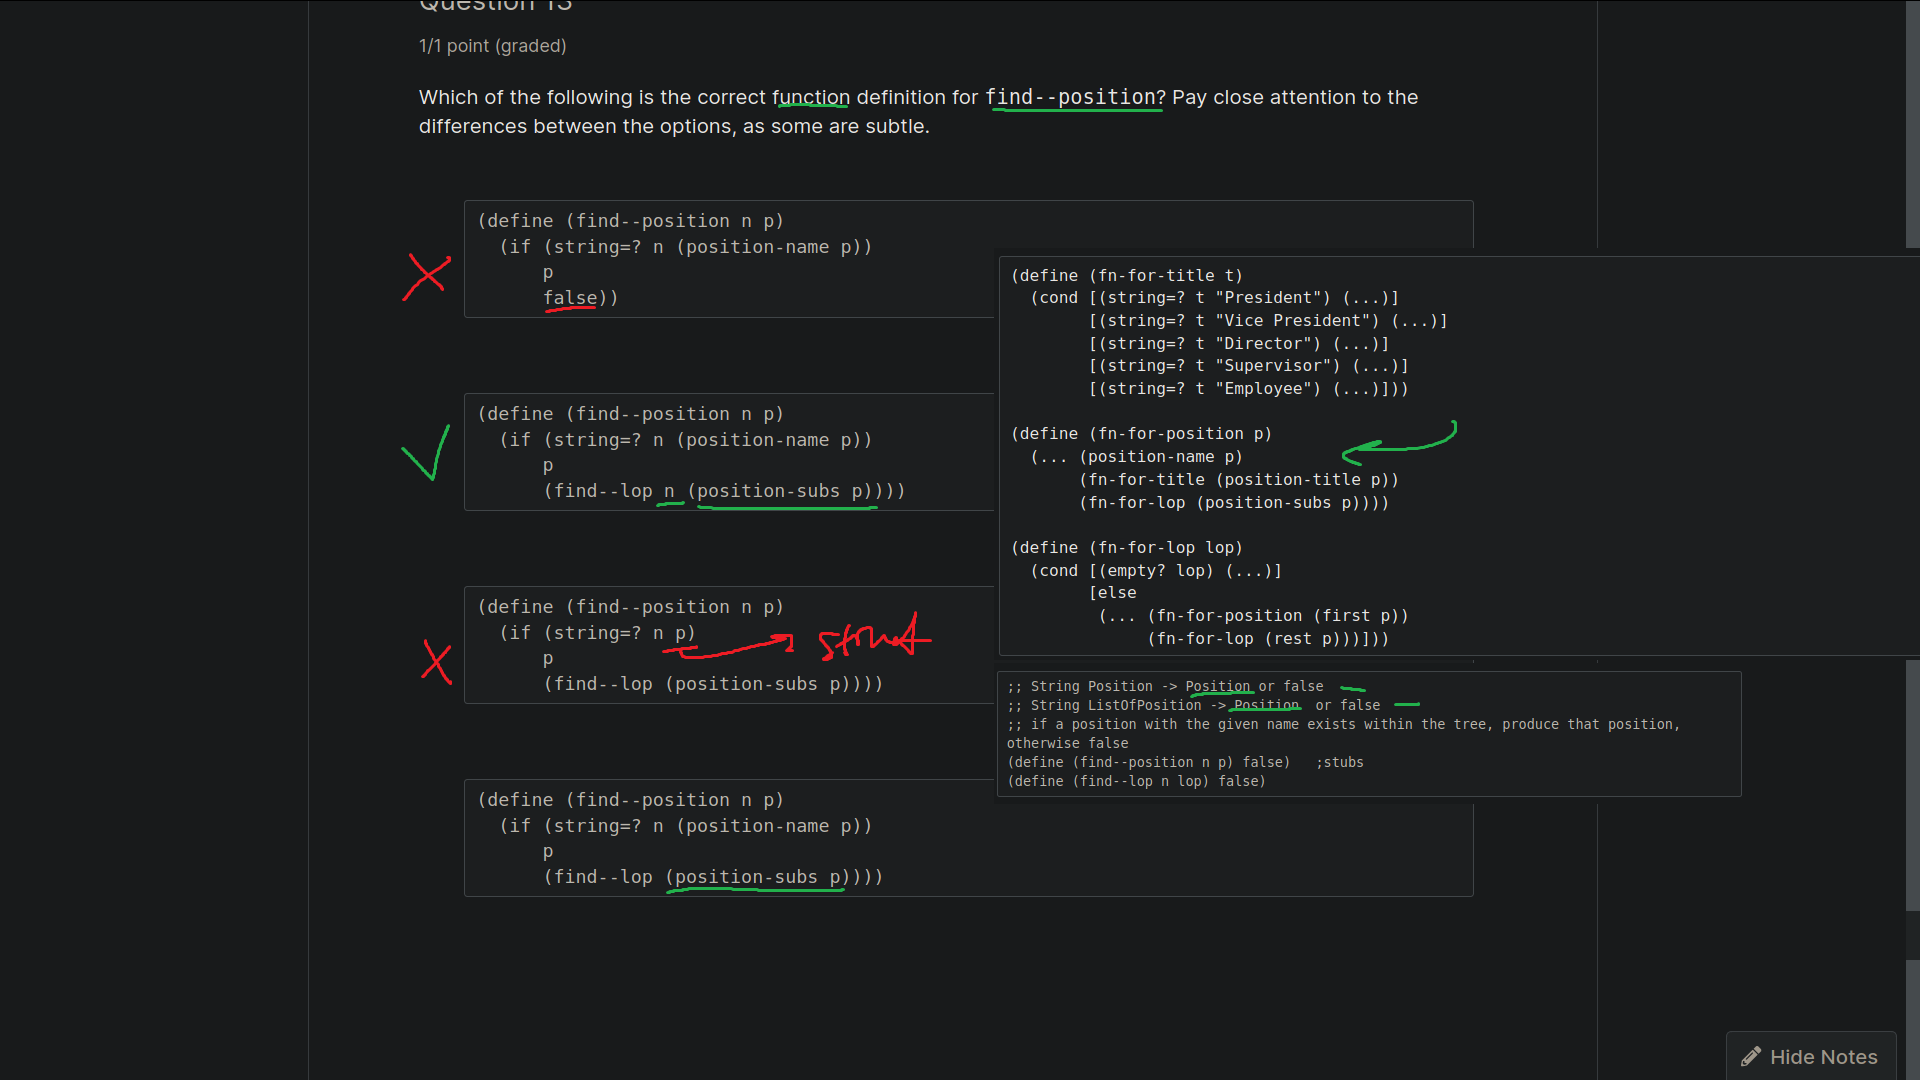 Question 13
1/1 point (graded)
Which of the following is the correct function definition for find--position? Pay close attention to the
differences between the options, as some are subtle.
(define (find--position n p)
  (if (string=? n (position-name p))
      p
      false))
(define (find--position n p)
  (if (string=? n (position-name p))
      p
      (find--lop n (position-subs p))))
(define (find--position n p)
  (if (string=? n p)
      p
      (find--lop (position-subs p))))
struct
(define (find--position n p)
  (if (string=? n (position-name p))
      p
      (find--lop (position-subs p))))
(define (fn-for-title t)
  (cond [(string=? t "President") (...)]
        [(string=? t "Vice President") (...)]
        [(string=? t "Director") (...)]
        [(string=? t "Supervisor") (...)]
        [(string=? t "Employee") (...)]))
(define (fn-for-position p)
  (... (position-name p)
       (fn-for-title (position-title p))
       (fn-for-lop (position-subs p))))
(define (fn-for-lop lop)
  (cond [(empty? lop) (...)]
        [else
         (... (fn-for-position (first p))
              (fn-for-lop (rest p)))]))
;; String Position -> Position or false
;; String ListOfPosition -> Position  or false
;; if a position with the given name exists within the tree, produce that position,
otherwise false
(define (find--position n p) false)   ;stubs
(define (find--lop n lop) false)
Hide Notes